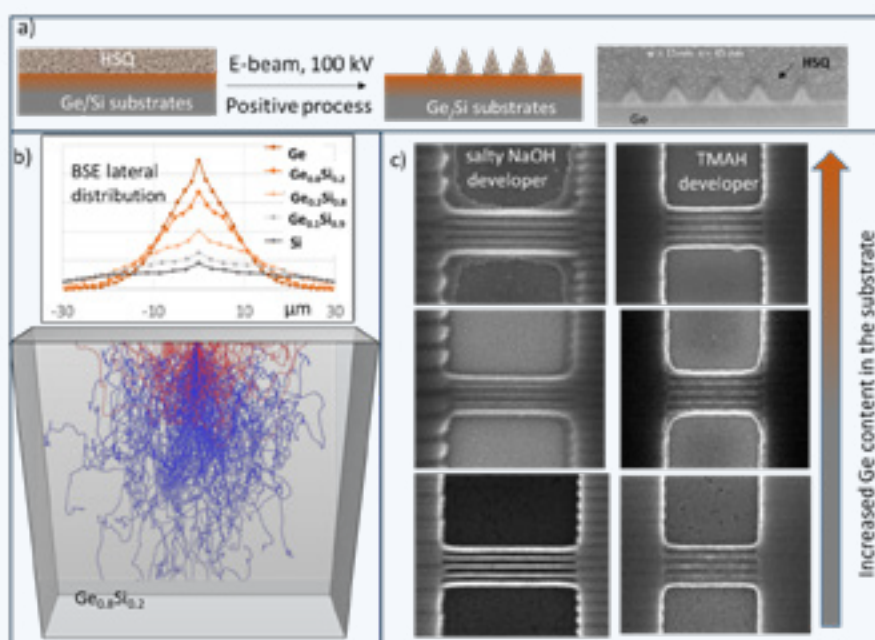 a)
HSQ
Ge/Si substrates
E-beam, 100 kV
Positive process
Ge/Si substrates
HSQ
Ge
b)
BSE lateral
distribution
Ge
Ge0.8Si0.2
Ge0.2Si0.8
Ge0.1Si0.9
Si
-30
-10
μm
10
30
Ge0.8Si0.2
c)
salty NaOH
developer
TMAH
developer
Increased Ge content in the substrate